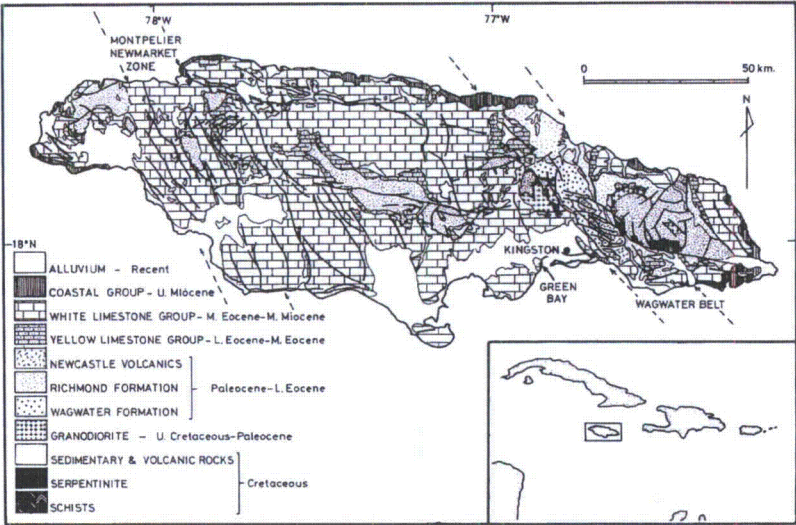 78°W
77°W
MONTPELIER
NEWMARKET
ZONE
0 50 km.
N
18°N
KINGSTON
GREEN
BAY
WAGWATER BELT
ALLUVIUM - Recent
COASTAL GROUP - U. Miocene
WHITE LIMESTONE GROUP - M. Eocene-M. Miocene
YELLOW LIMESTONE GROUP - L. Eocene-M. Eocene
NEWCASTLE VOLCANICS
RICHMOND FORMATION
Paleocene-L. Eocene
WAGWATER FORMATION
GRANODIORITE - U. Cretaceous-Paleocene
SEDIMENTARY & VOLCANIC ROCKS
SERPENTINITE
Cretaceous
SCHISTS